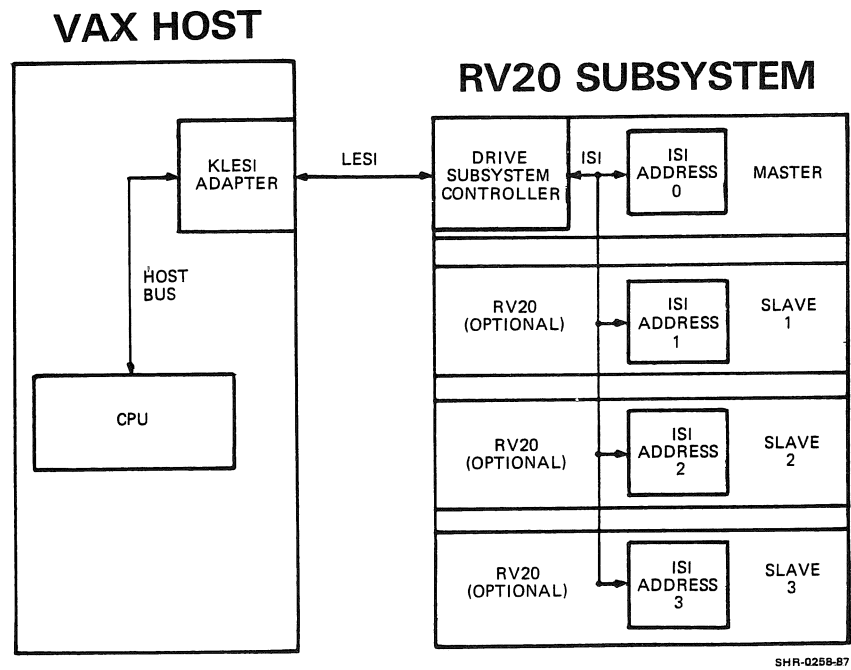 VAX HOST
RV20 SUBSYSTEM
KLESI
ADAPTER
LESI
DRIVE
SUBSYSTEM
CONTROLLER
ISI
ISI
ADDRESS
0
MASTER
HOST
BUS
RV20
(OPTIONAL)
ISI
ADDRESS
1
SLAVE
1
CPU
RV20
(OPTIONAL)
ISI
ADDRESS
2
SLAVE
2
RV20
(OPTIONAL)
ISI
ADDRESS
3
SLAVE
3
SHR-0258-87